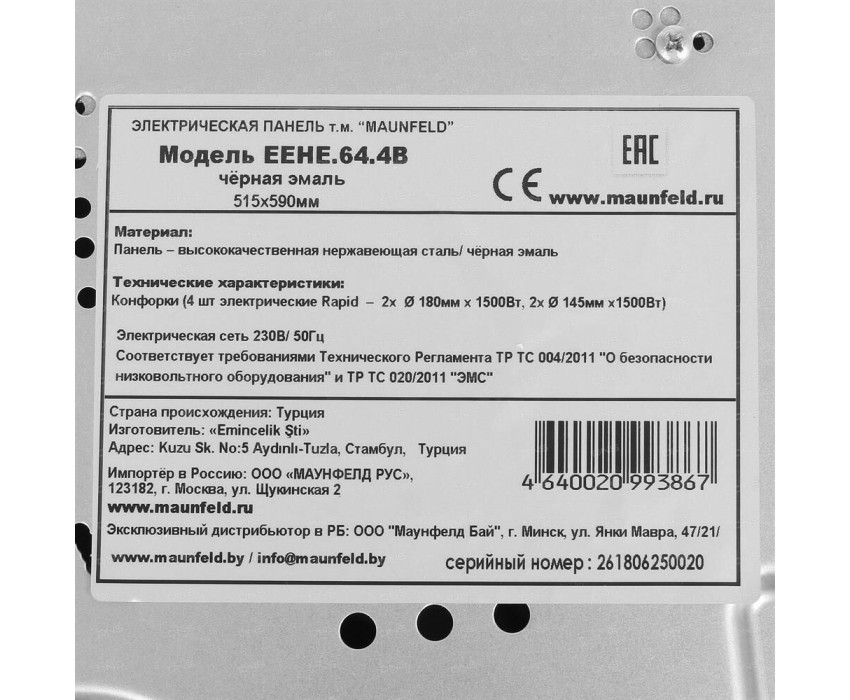 ЭЛЕКТРИЧЕСКАЯ ПАНЕЛЬ т.м. “MAUNFELD”
Модель EEHE.64.4B
чёрная эмаль
515х590мм
EAC
CE www.maunfeld.ru
Материал:
Панель – высококачественная нержавеющая сталь/ чёрная эмаль
Технические характеристики:
Конфорки (4 шт электрические Rapid – 2х Ø 180мм х 1500Вт, 2х Ø 145мм х1500Вт)
Электрическая сеть 230В/ 50Гц
Соответствует требованиями Технического Регламента ТР ТС 004/2011 "О безопасности
низковольтного оборудования" и ТР ТС 020/2011 "ЭМС"
Страна происхождения: Турция
Изготовитель: «Emincelik Şti»
Адрес: Kuzu Sk. No:5 Aydınlı-Tuzla, Стамбул, Турция
Импортёр в Россию: ООО «МАУНФЕЛД РУС»,
123182, г. Москва, ул. Щукинская 2
www.maunfeld.ru
4 640020 993867
Эксклюзивный дистрибьютор в РБ: ООО "Маунфелд Бай", г. Минск, ул. Янки Мавра, 47/21/
www.maunfeld.by / info@maunfeld.by
серийный номер : 261806250020